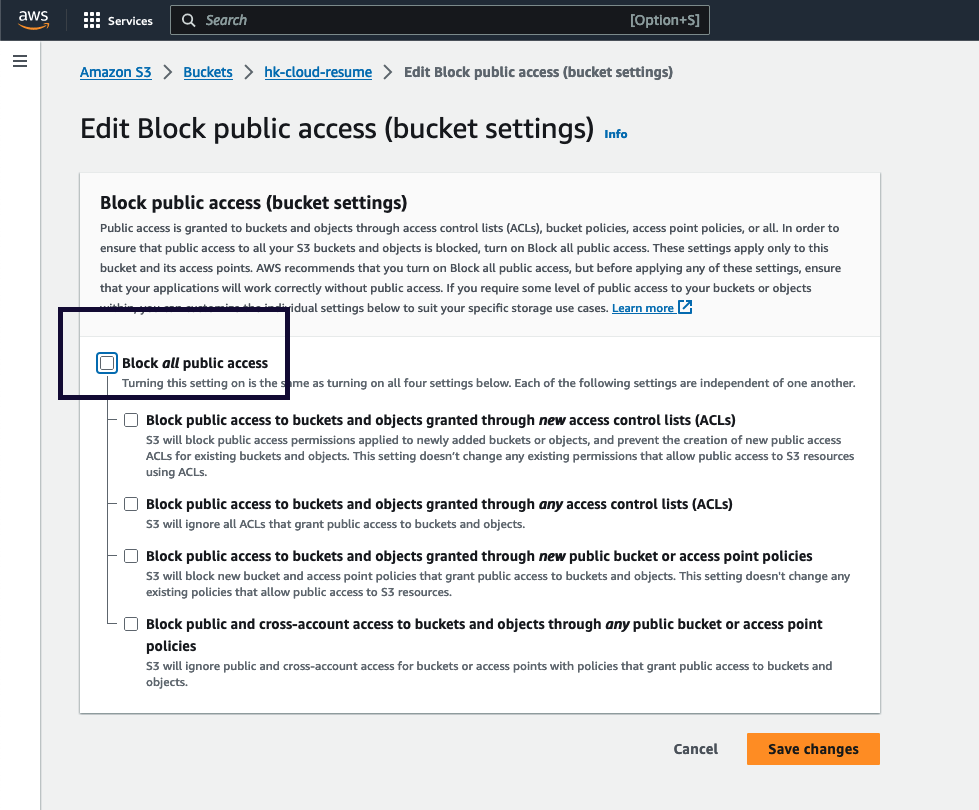 aws
Services
Search
[Option+S]
Amazon S3 > Buckets > hk-cloud-resume > Edit Block public access (bucket settings)
Edit Block public access (bucket settings) Info
Block public access (bucket settings)
Public access is granted to buckets and objects through access control lists (ACLs), bucket policies, access point policies, or all. In order to
ensure that public access to all your S3 buckets and objects is blocked, turn on Block all public access. These settings apply only to this
bucket and its access points. AWS recommends that you turn on Block all public access, but before applying any of these settings, ensure
that your applications will work correctly without public access. If you require some level of public access to your buckets or objects
within, you can customize the individual settings below to suit your specific storage use cases. Learn more
Block all public access
Turning this setting on is the same as turning on all four settings below. Each of the following settings are independent of one another.
Block public access to buckets and objects granted through new access control lists (ACLs)
S3 will block public access permissions applied to newly added buckets or objects, and prevent the creation of new public access
ACLs for existing buckets and objects. This setting doesn't change any existing permissions that allow public access to S3 resources
using ACLs.
Block public access to buckets and objects granted through any access control lists (ACLs)
S3 will ignore all ACLs that grant public access to buckets and objects.
Block public access to buckets and objects granted through new public bucket or access point policies
S3 will block new bucket and access point policies that grant public access to buckets and objects. This setting doesn't change any
existing policies that allow public access to S3 resources.
Block public and cross-account access to buckets and objects through any public bucket or access point
policies
S3 will ignore public and cross-account access for buckets or access points with policies that grant public access to buckets and
objects.
Cancel
Save changes